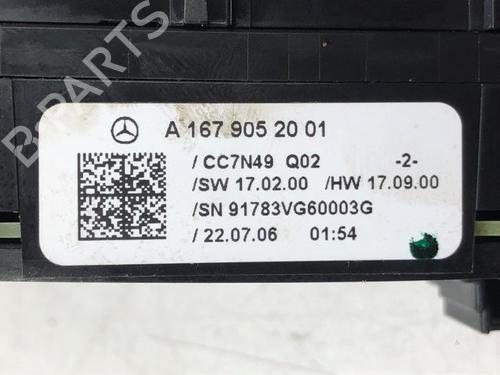 B-PARTS
A 167 905 20 01
/ CC7N49 Q02 -2-
/SW 17.02.00 /HW 17.09.00
/SN 91783VG60003G
/ 22.07.06 01:54